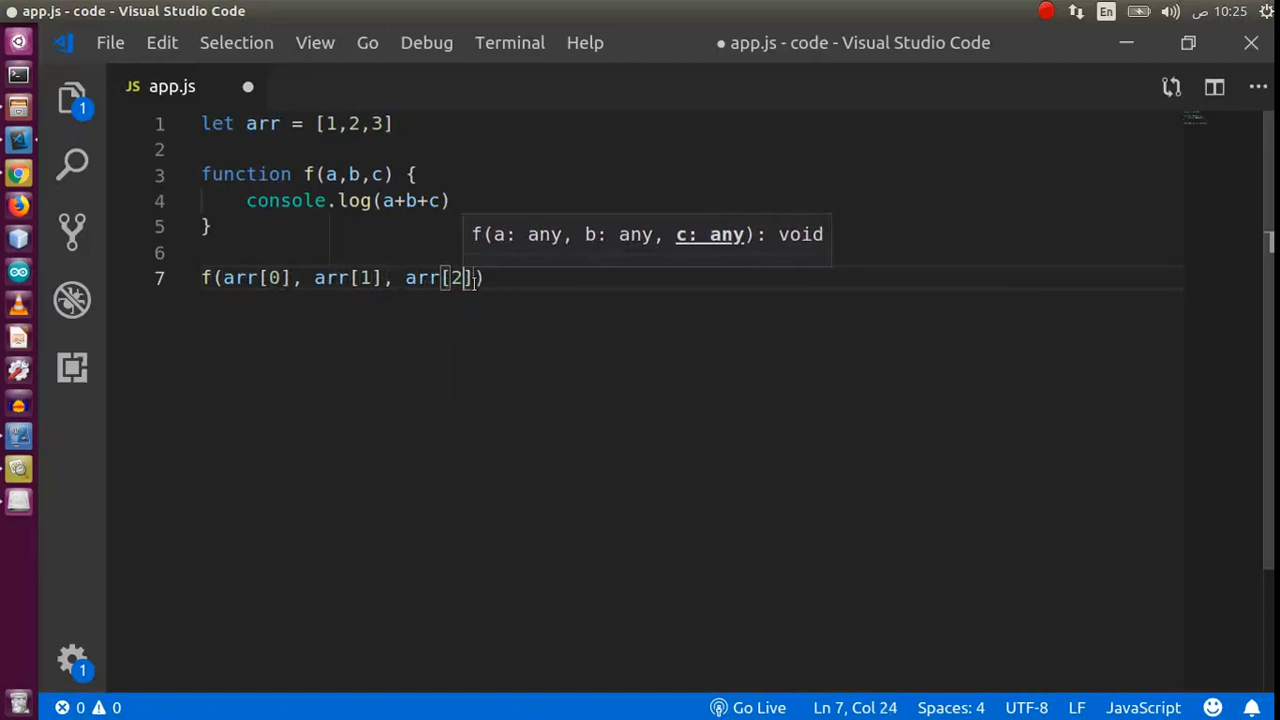 app.js - code - Visual Studio Code
En
10:25 ص
File Edit Selection View Go Debug Terminal Help
● app.js - code - Visual Studio Code
JS app.js
1 let arr = [1,2,3]
2
3 function f(a,b,c) {
4 console.log(a+b+c)
5 }
f(a: any, b: any, c: any): void
6
7 f(arr[0], arr[1], arr[2])
1
1
0 0
Go Live
Ln 7, Col 24
Spaces: 4
UTF-8
LF
JavaScript